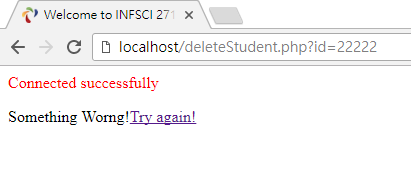 Welcome to INFSCI 271
localhost/deleteStudent.php?id=22222
Connected successfully
Something Worng!Try again!